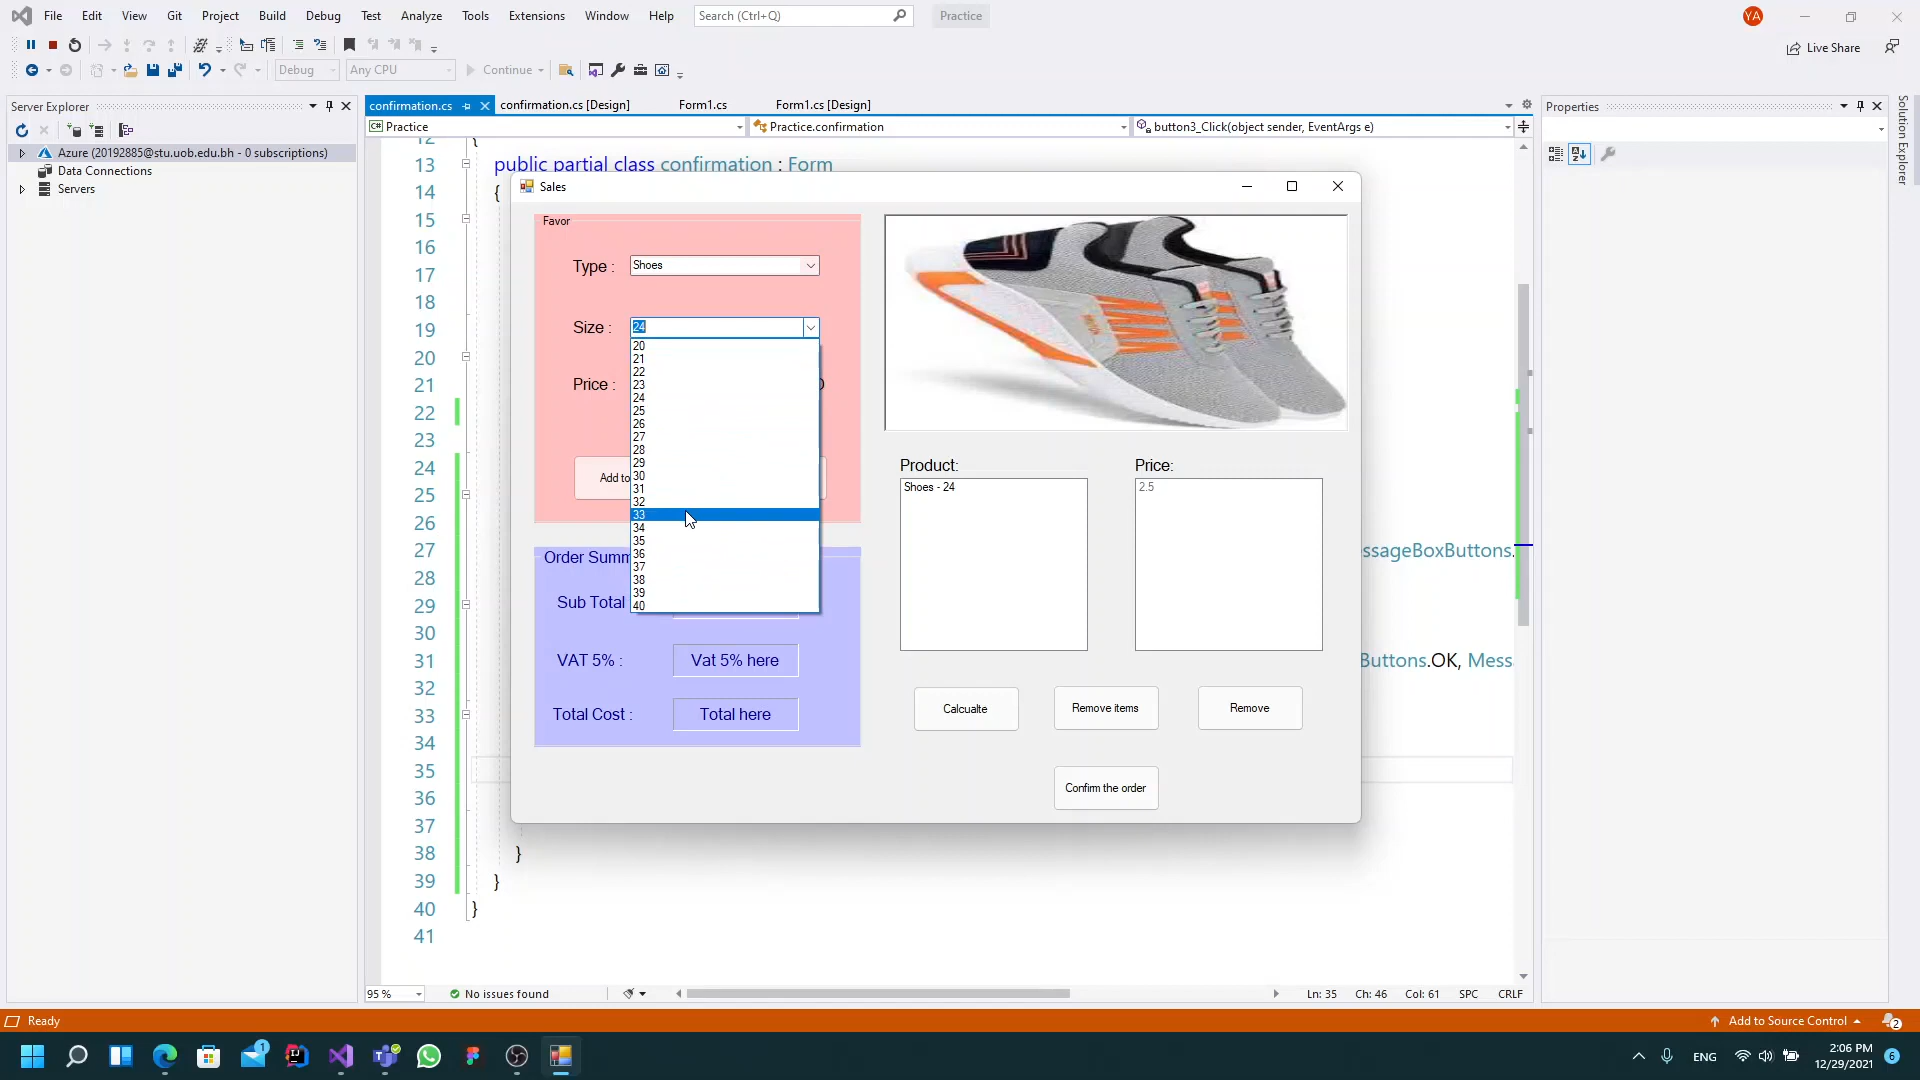 File Edit View Git Project Build Debug Test Analyze Tools Extensions Window Help Search (Ctrl+Q) Practice YA
Live Share
Debug Any CPU Continue
Server Explorer
Azure (20192885@stu.uob.edu.bh - 0 subscriptions)
Data Connections
Servers
confirmation.cs confirmation.cs [Design] Form1.cs Form1.cs [Design]
Practice Practice.confirmation button3_Click(object sender, EventArgs e)
Properties
Solution Explorer
12 {
13 public partial class confirmation : Form
14 {
15
16
17
18
19
20
21
22
23
24
25
26
27 MessageBoxButtons.
28
29
30
31 Buttons.OK, Mess
32
33
34
35
36
37
38 }
39 }
40 }
41
Sales
Favor
Type : Shoes
Size : 24
20
21
22
23
24
25
26
27
28
29
30
31
32
33
34
35
36
37
38
39
40
Price :
Add to
Order Summ
Sub Total
VAT 5% : Vat 5% here
Total Cost : Total here
Product:
Shoes - 24
Price:
2.5
Calcualte Remove items Remove
Confirm the order
95 % No issues found Ln: 35 Ch: 46 Col: 61 SPC CRLF
Ready Add to Source Control 2
1 ENG 2:06 PM 6
12/29/2021